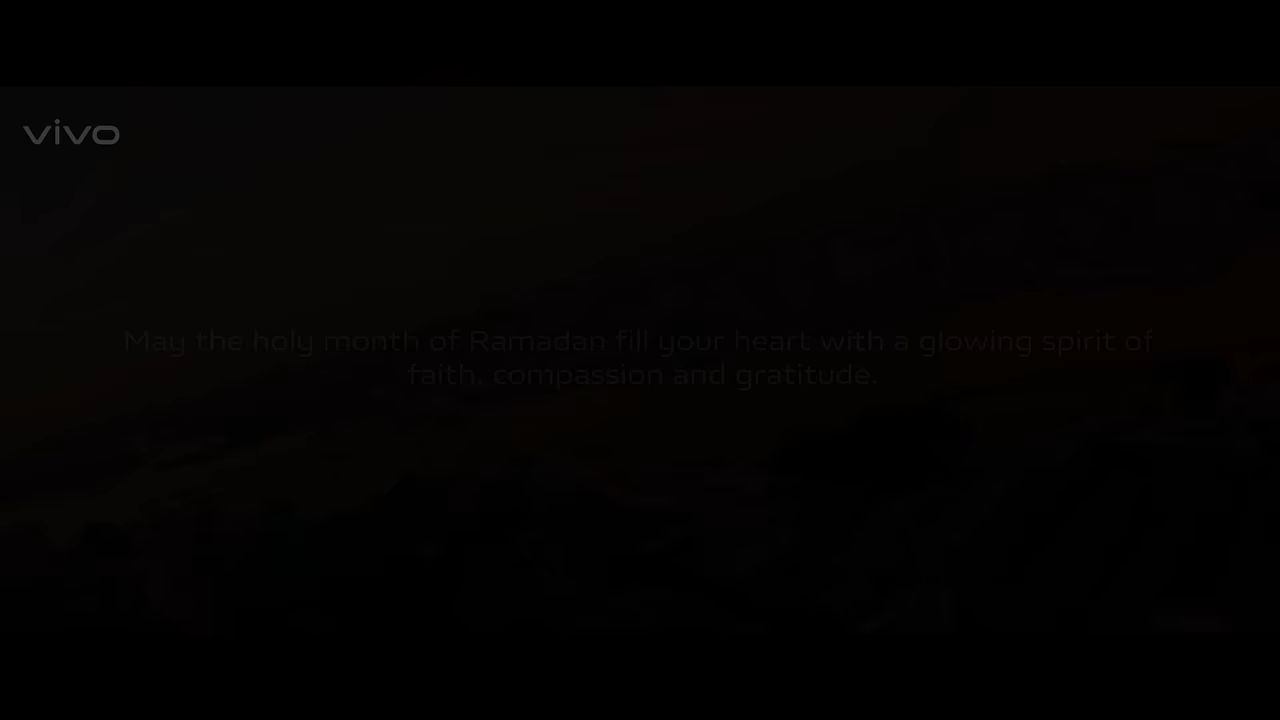 vivo
May the holy month of Ramadan fill your heart with a glowing spirit of
faith, compassion and gratitude.